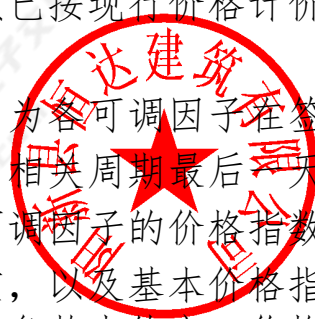 已按现行价格计价
为各可调因子在签
相关周期最后一天
调因子的价格指数
，以及基本价格指
县恒达建筑有限公司